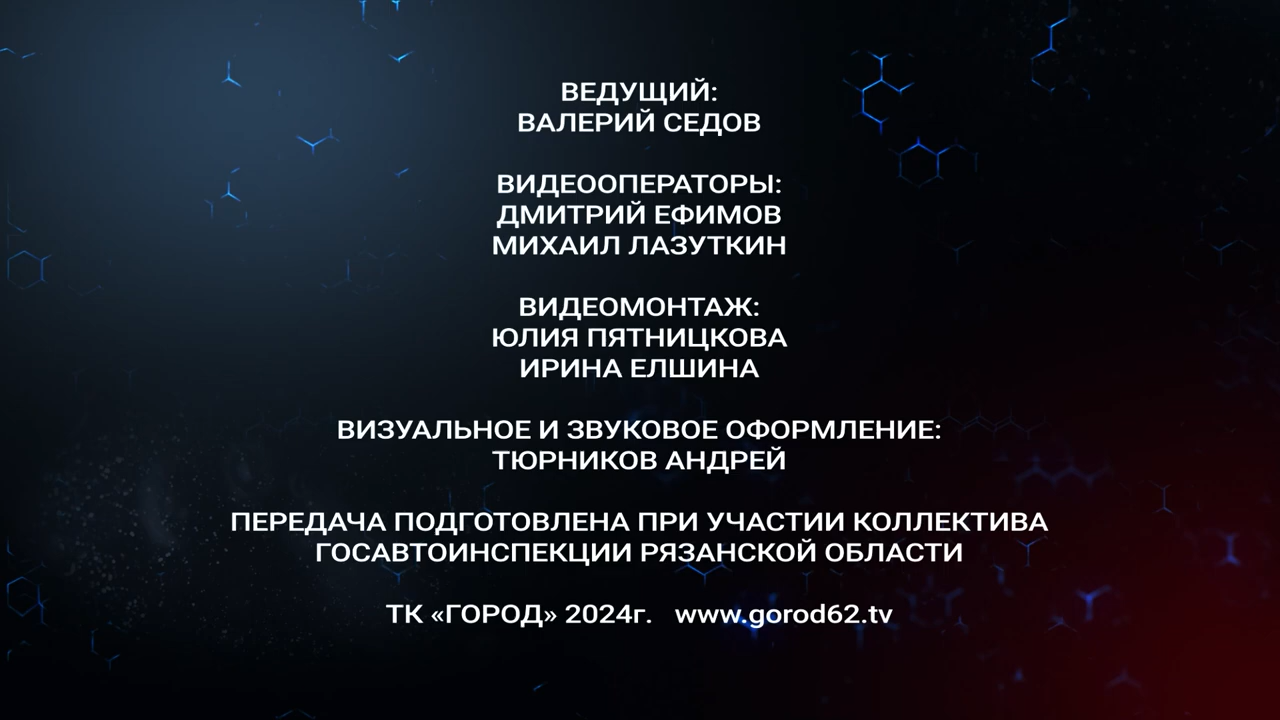 ВЕДУЩИЙ:
ВАЛЕРИЙ СЕДОВ
ВИДЕООПЕРАТОРЫ:
ДМИТРИЙ ЕФИМОВ
МИХАИЛ ЛАЗУТКИН
ВИДЕОМОНТАЖ:
ЮЛИЯ ПЯТНИЦКОВА
ИРИНА ЕЛШИНА
ВИЗУАЛЬНОЕ И ЗВУКОВОЕ ОФОРМЛЕНИЕ:
ТЮРНИКОВ АНДРЕЙ
ПЕРЕДАЧА ПОДГОТОВЛЕНА ПРИ УЧАСТИИ КОЛЛЕКТИВА
ГОСАВТОИНСПЕКЦИИ РЯЗАНСКОЙ ОБЛАСТИ
ТК «ГОРОД» 2024г. www.gorod62.tv